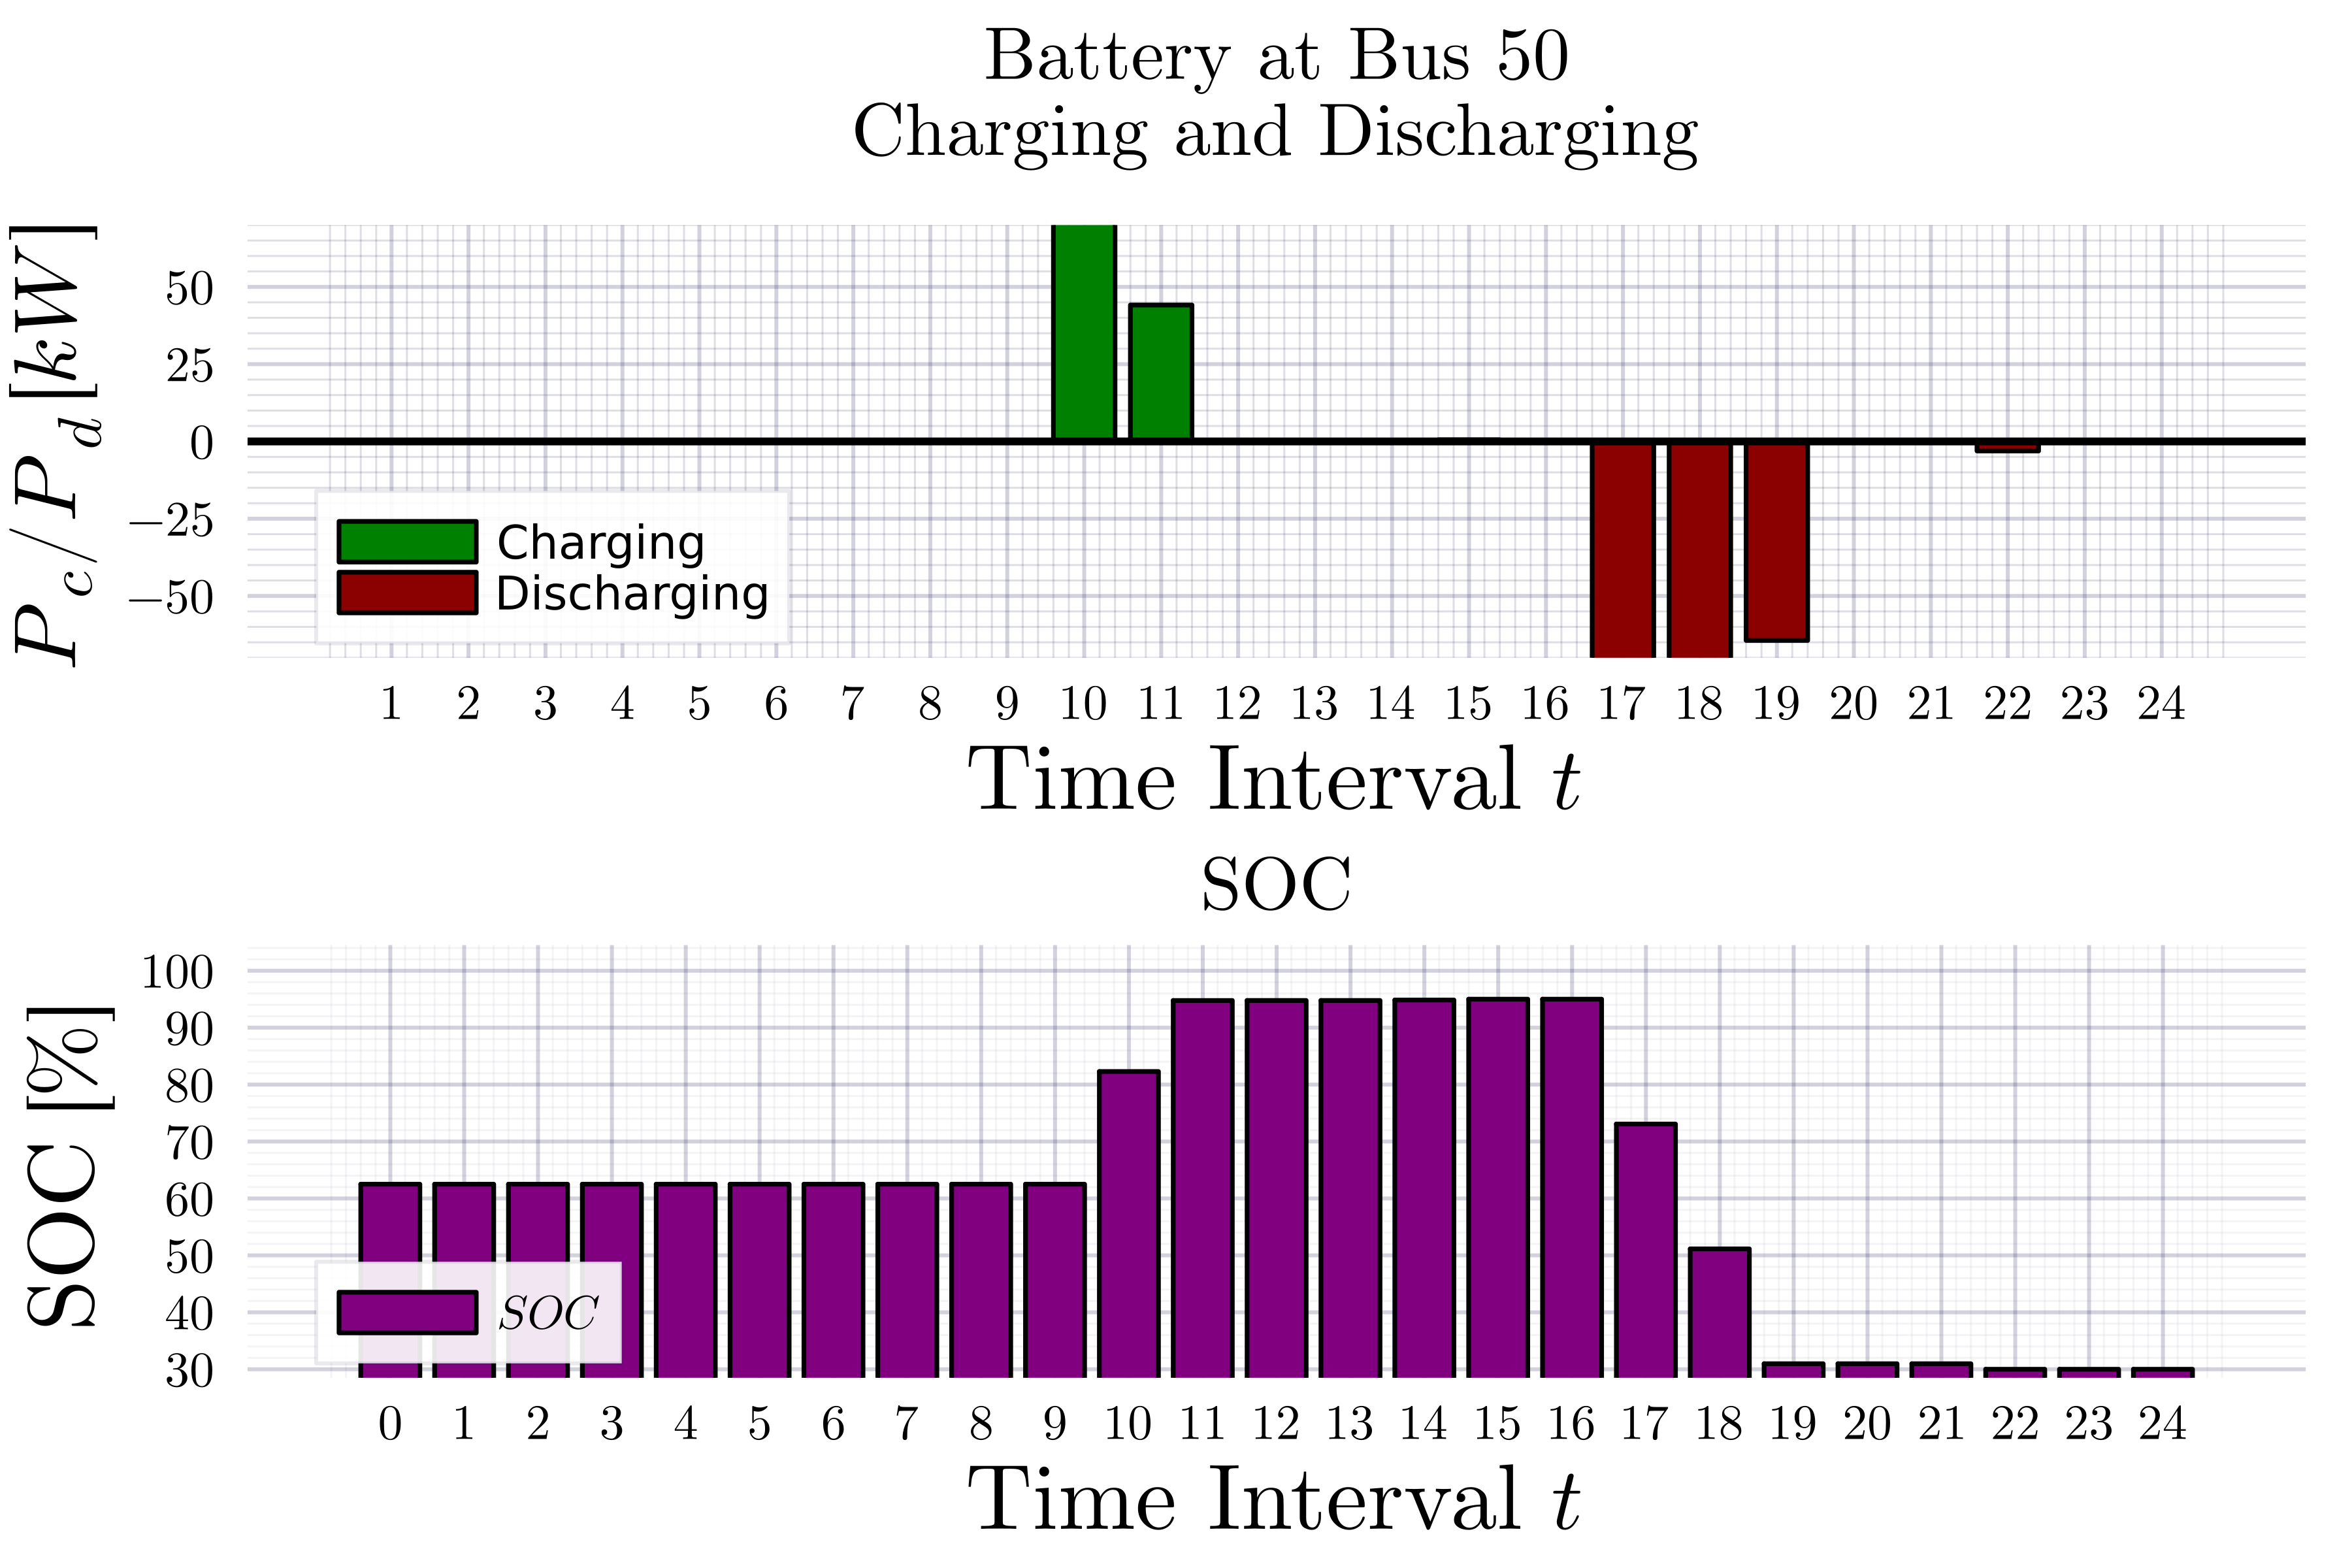 Battery at Bus 50
Charging and Discharging
P_c/P_d [kW]
50
25
0
−25
−50
Charging
Discharging
1 2 3 4 5 6 7 8 9 10 11 12 13 14 15 16 17 18 19 20 21 22 23 24
Time Interval t
SOC
SOC [%]
100
90
80
70
60
50
40
30
SOC
0 1 2 3 4 5 6 7 8 9 10 11 12 13 14 15 16 17 18 19 20 21 22 23 24
Time Interval t